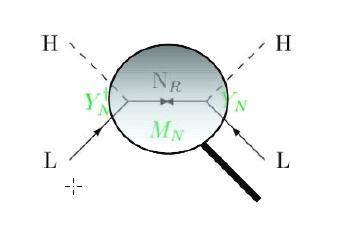 H H
N_R
Y_N^† Y_N
M_N
L L